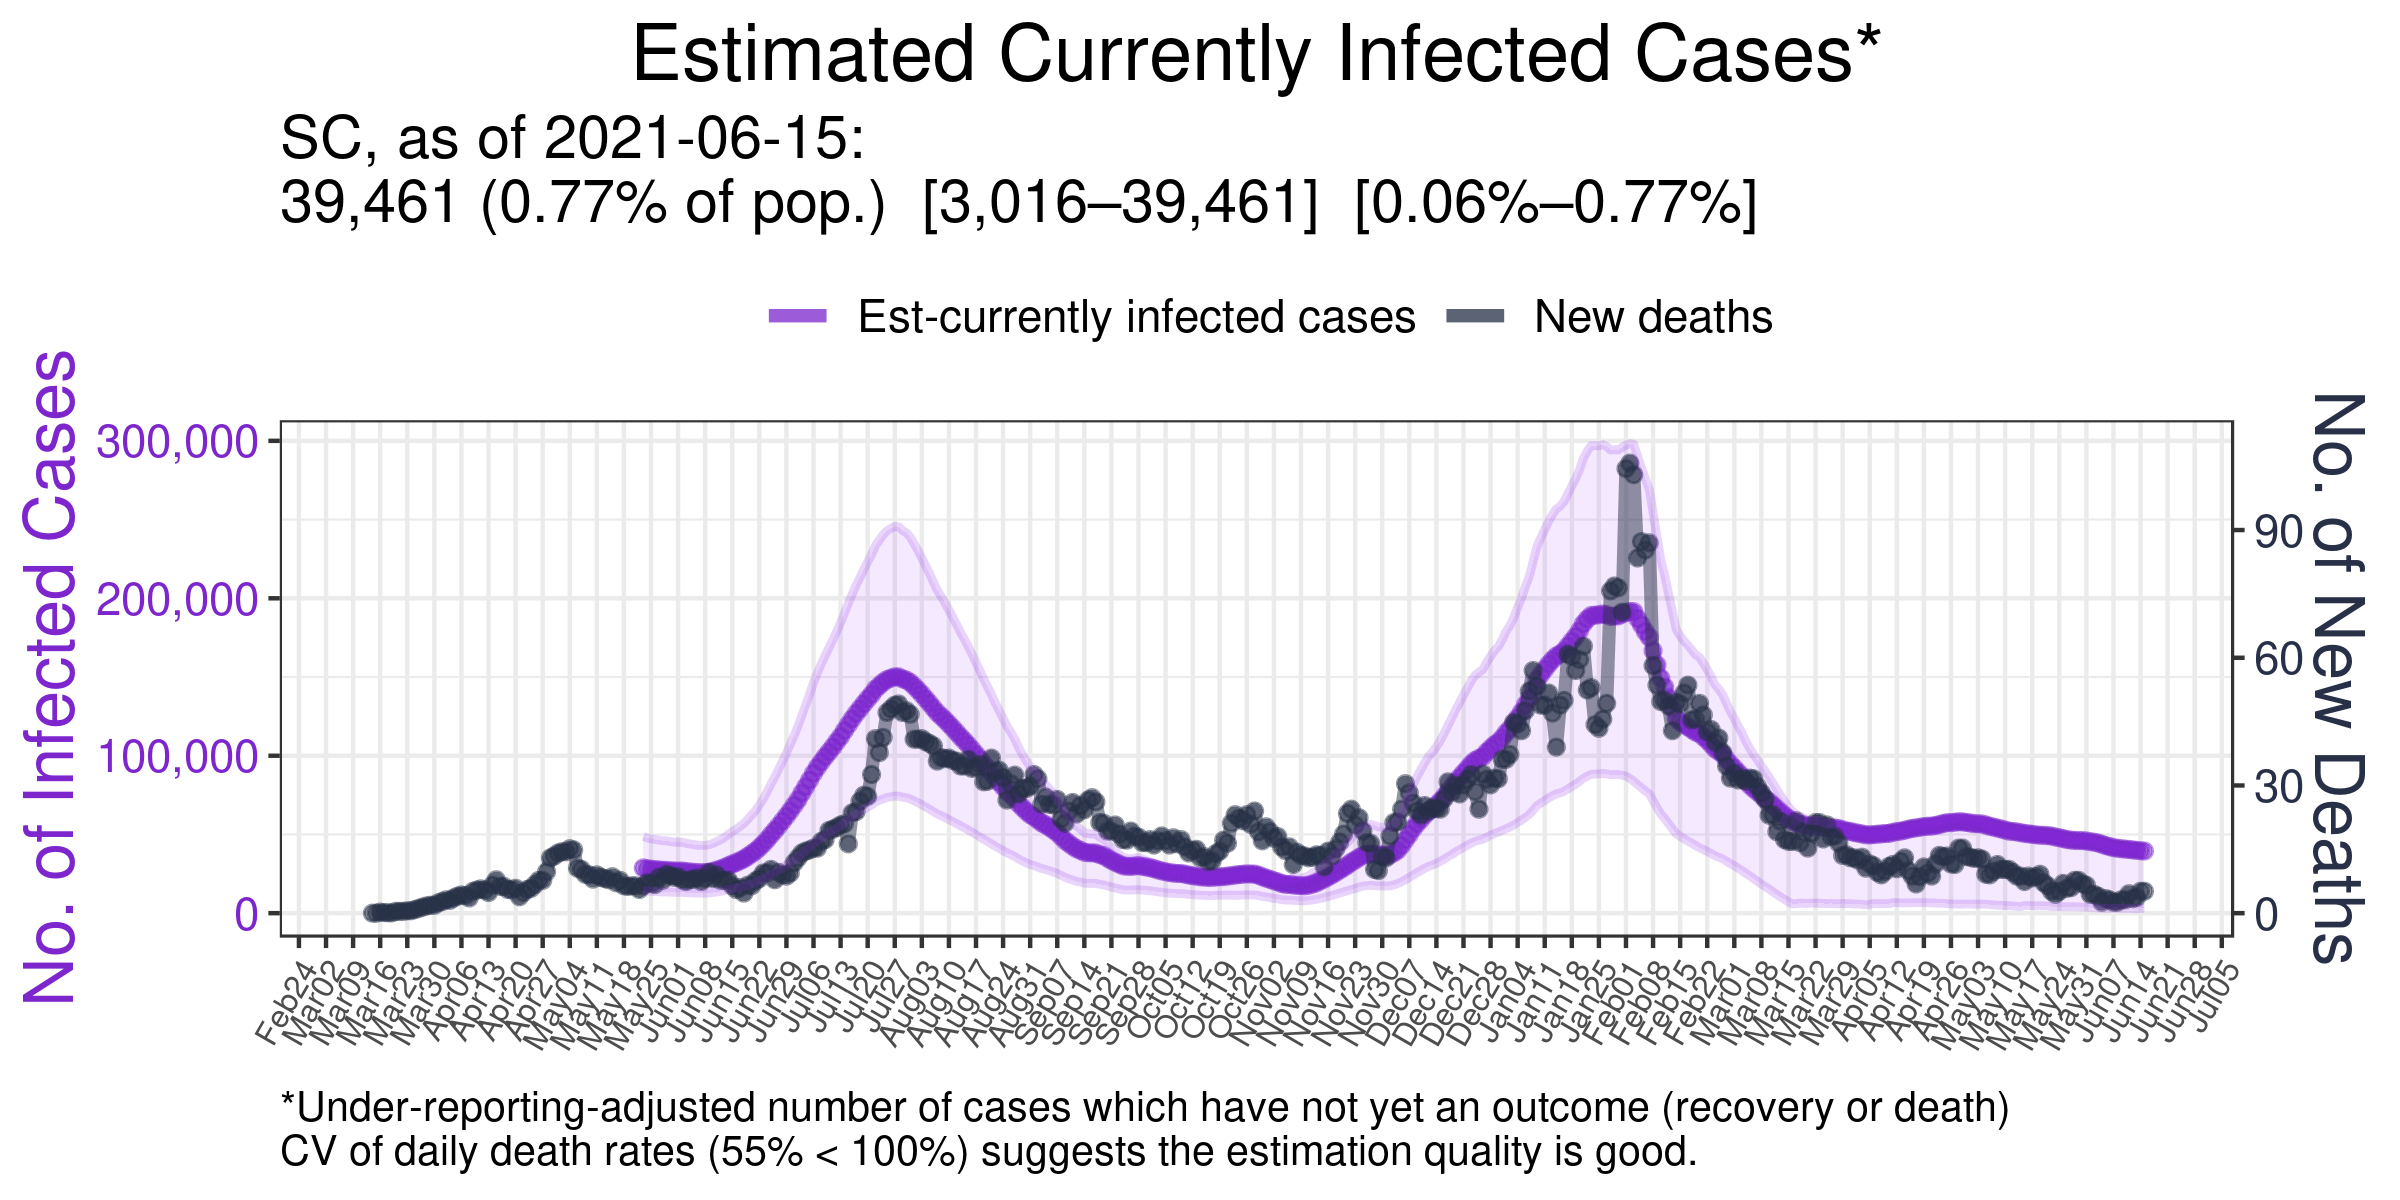 Estimated Currently Infected Cases*
SC, as of 2021-06-15:
39,461 (0.77% of pop.) [3,016–39,461] [0.06%–0.77%]
Est-currently infected cases New deaths
No. of Infected Cases
300,000
200,000
100,000
0
90
60
30
0
No. of New Deaths
Feb24 Mar02 Mar09 Mar16 Mar23 Mar30 Apr06 Apr13 Apr20 Apr27 May04 May11 May18 May25 Jun01 Jun08 Jun15 Jun22 Jun29 Jul06 Jul13 Jul20 Jul27 Aug03 Aug10 Aug17 Aug24 Aug31 Sep07 Sep14 Sep21 Sep28 Oct05 Oct12 Oct19 Oct26 Nov02 Nov09 Nov16 Nov23 Nov30 Dec07 Dec14 Dec21 Dec28 Jan04 Jan11 Jan18 Jan25 Feb01 Feb08 Feb15 Feb22 Mar01 Mar08 Mar15 Mar22 Mar29 Apr05 Apr12 Apr19 Apr26 May03 May10 May17 May24 May31 Jun07 Jun14 Jun21 Jun28 Jul05
*Under-reporting-adjusted number of cases which have not yet an outcome (recovery or death)
CV of daily death rates (55% < 100%) suggests the estimation quality is good.